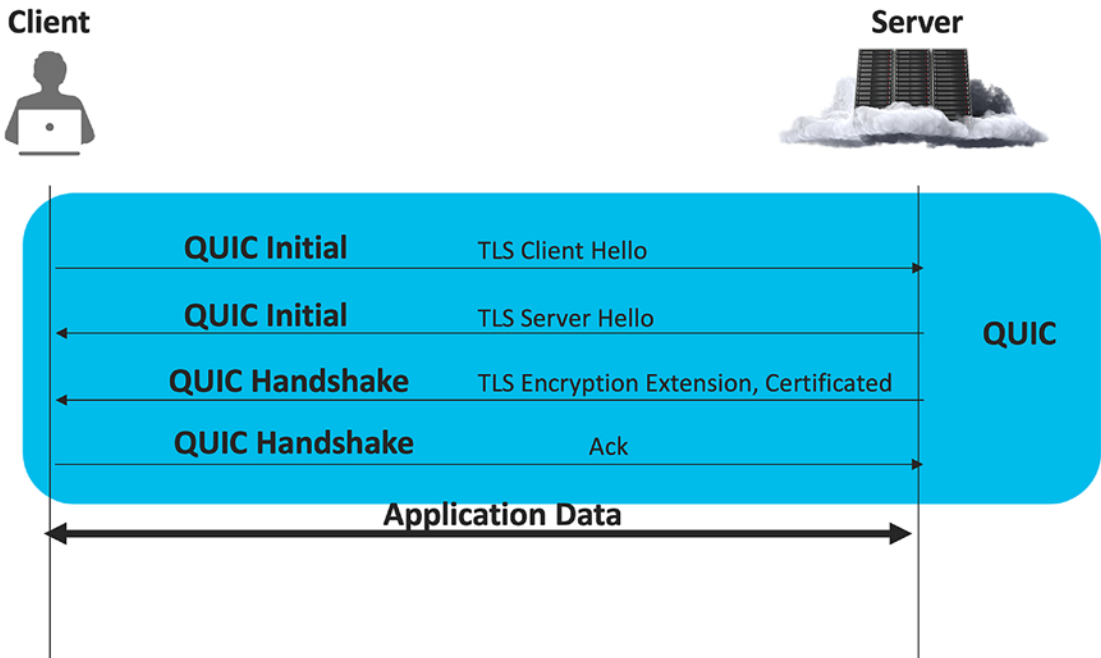 Client
Server
QUIC Initial TLS Client Hello
QUIC Initial TLS Server Hello
QUIC
QUIC Handshake TLS Encryption Extension, Certificated
QUIC Handshake Ack
Application Data